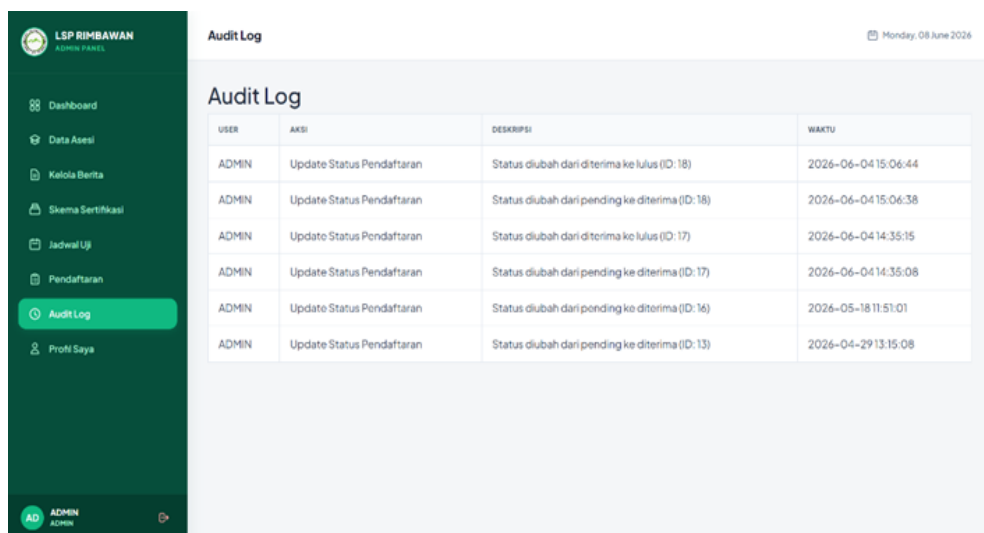 LSP RIMBAWAN
ADMIN PANEL
Dashboard
Data Asesi
Kelola Berita
Skema Sertifikasi
Jadwal Uji
Pendaftaran
Audit Log
Profil Saya
AD
ADMIN
ADMIN
Audit Log
Monday, 08 June 2026
Audit Log
USER AKSI DESKRIPSI WAKTU
ADMIN Update Status Pendaftaran Status diubah dari diterima ke lulus (ID: 18) 2026-06-04 15:06:44
ADMIN Update Status Pendaftaran Status diubah dari pending ke diterima (ID: 18) 2026-06-04 15:06:38
ADMIN Update Status Pendaftaran Status diubah dari diterima ke lulus (ID: 17) 2026-06-04 14:35:15
ADMIN Update Status Pendaftaran Status diubah dari pending ke diterima (ID: 17) 2026-06-04 14:35:08
ADMIN Update Status Pendaftaran Status diubah dari pending ke diterima (ID: 16) 2026-05-18 11:51:01
ADMIN Update Status Pendaftaran Status diubah dari pending ke diterima (ID: 13) 2026-04-29 13:15:08